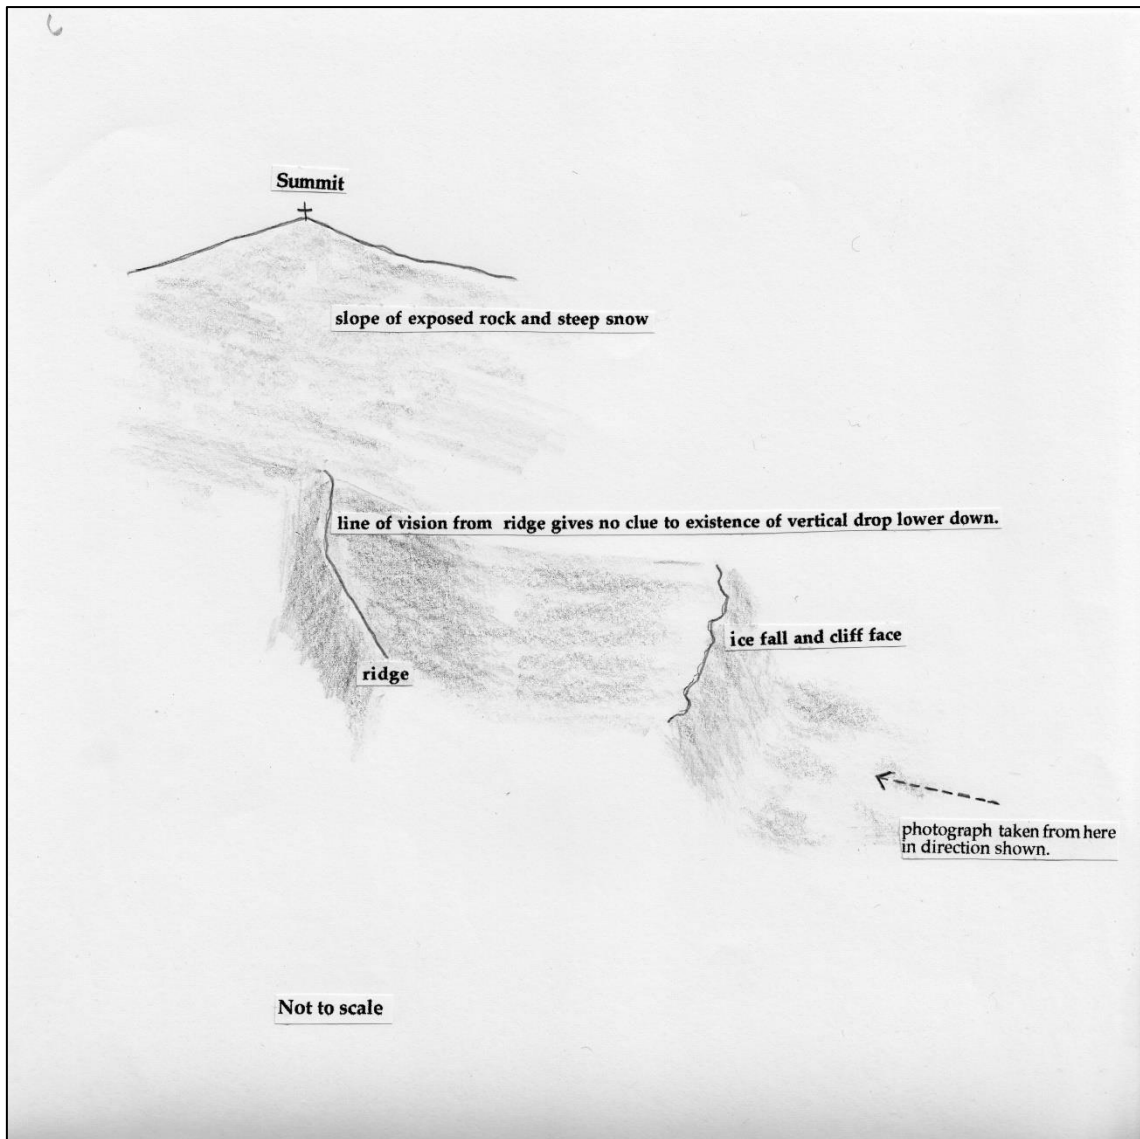 Summit
slope of exposed rock and steep snow
line of vision from ridge gives no clue to existence of vertical drop lower down.
ice fall and cliff face
ridge
photograph taken from here
in direction shown.
Not to scale